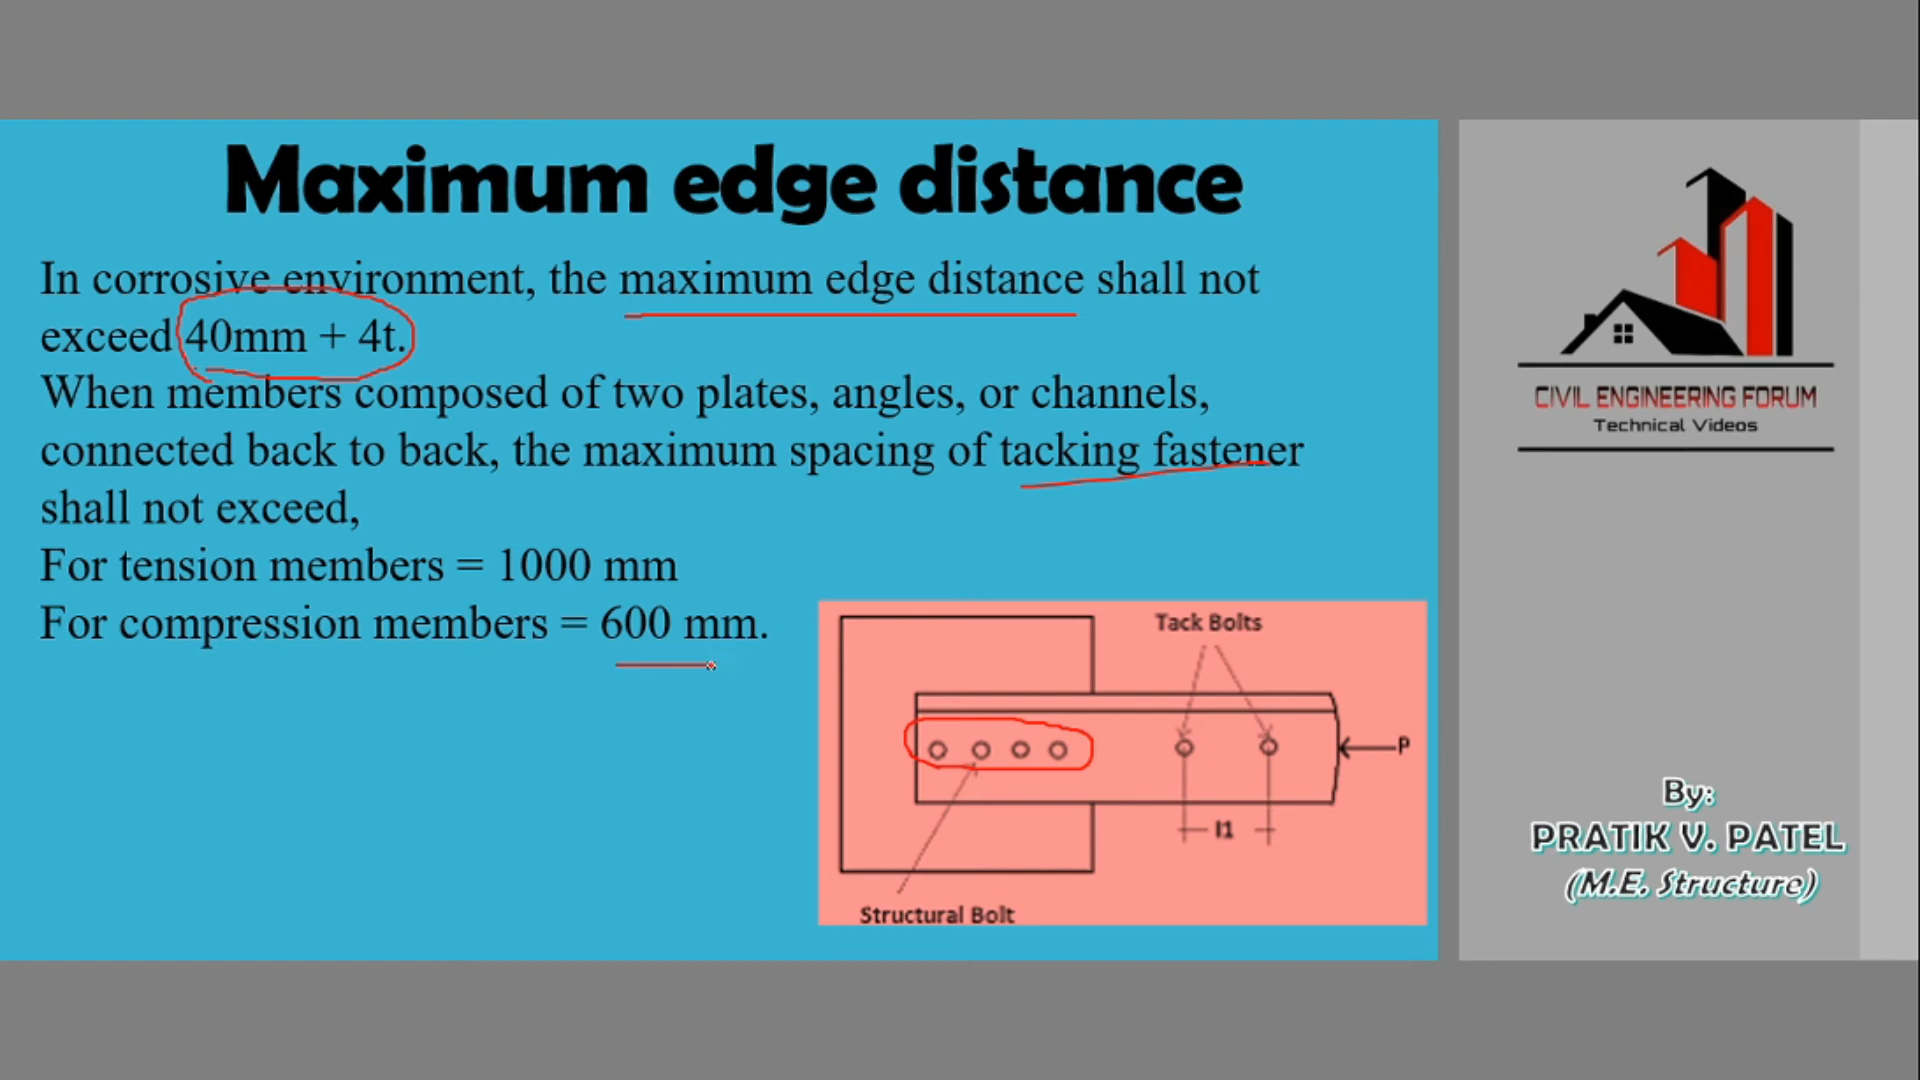 Maximum edge distance
In corrosive environment, the maximum edge distance shall not
exceed 40mm + 4t.
When members composed of two plates, angles, or channels,
connected back to back, the maximum spacing of tacking fastener
shall not exceed,
For tension members = 1000 mm
For compression members = 600 mm.
Tack Bolts
P
l1
Structural Bolt
CIVIL ENGINEERING FORUM
Technical Videos
By:
PRATIK V. PATEL
(M.E. Structure)